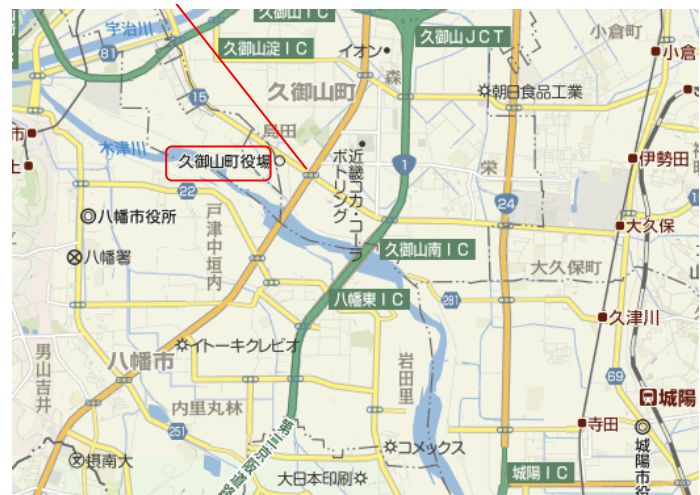 久御山IC
宇治川
久御山淀IC
イオン
久御山JCT
小倉町
小倉
81
15
久御山町
森
朝日食品工業
木津川
島田
市
上
久御山町役場
近畿コカ・コーラ
ボトリング
1
栄
伊勢田
22
24
八幡市役所
戸津中垣内
大久保
八幡署
久御山南IC
大久保町
八幡東IC
281
久津川
イトーキクレビオ
八幡市
男山吉井
岩田里
69
城陽
内里丸林
寺田
251
第二京阪道路
コメックス
城陽市役
摂南大
大日本印刷
城陽IC